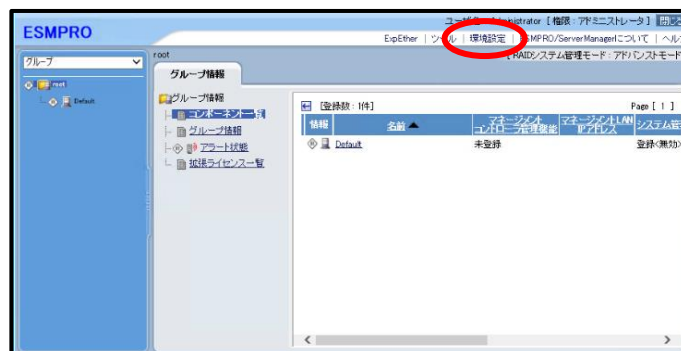 ユーザ名 : Administrator [ 権限 : アドミニストレータ ] 閉じ
ESMPRO
ExpEther | ツール | 環境設定 | ESMPRO/ServerManagerについて | ヘル
グループ
root
[ RAIDシステム管理モード : アドバンストモード
グループ情報
root
Default
グループ情報
コンポーネント一覧
グループ情報
アラート状態
拡張ライセンス一覧
[登録数 : 1件]
Page [ 1 ]
情報 名前▲ マネージメントコントローラ管理機能 マネージメントLAN IPアドレス システム管
Default 未登録 登録<無効>